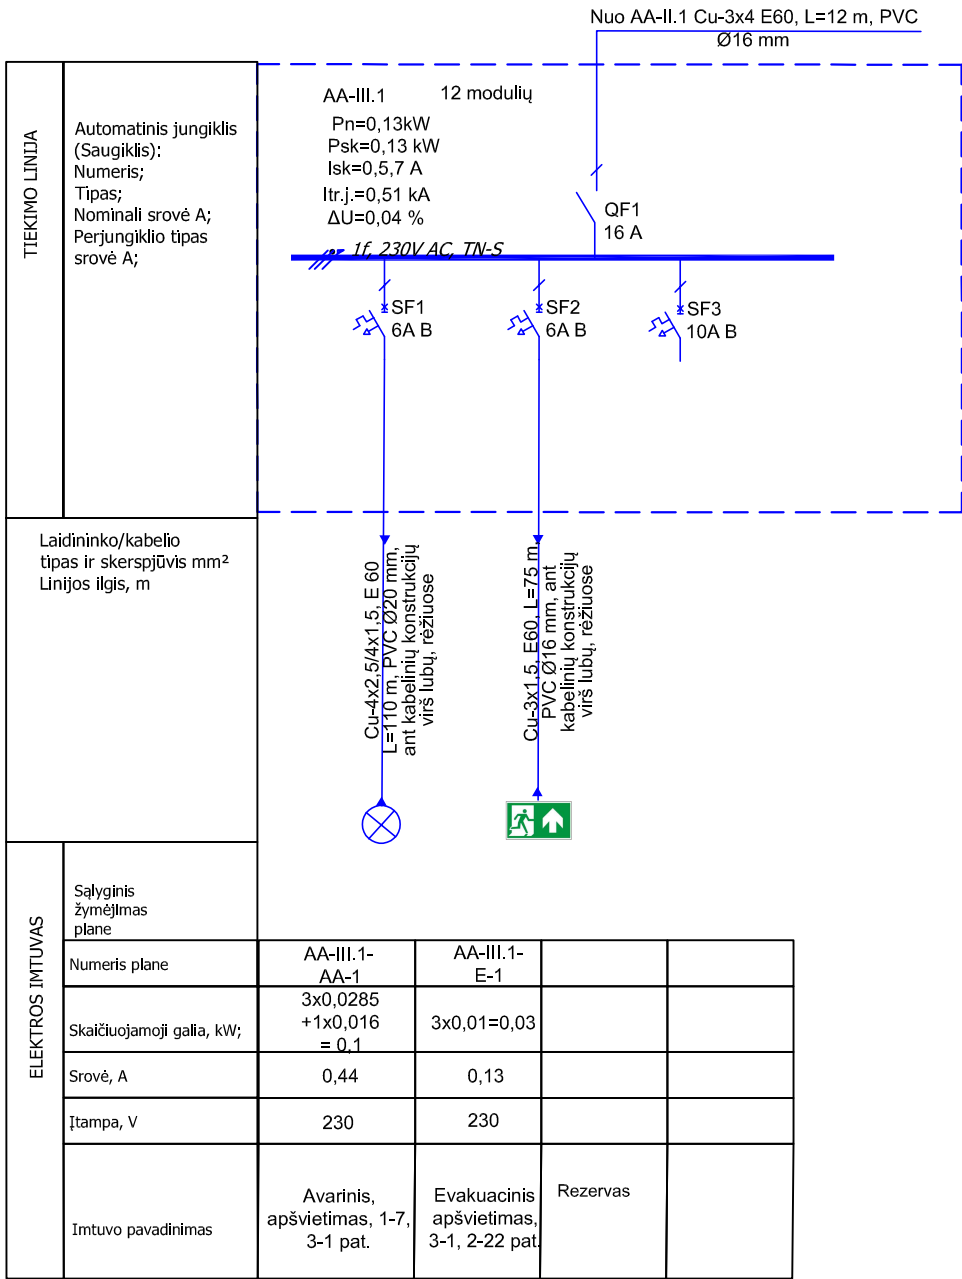 Nuo AA-II.1 Cu-3x4 E60, L=12 m, PVC
Ø16 mm
TIEKIMO LINIJA
Automatinis jungiklis
(Saugiklis):
Numeris;
Tipas;
Nominali srovė A;
Perjungiklio tipas
srovė A;
AA-III.1
12 modulių
Pn=0,13kW
Psk=0,13 kW
Isk=0,5,7 A
Itr.j.=0,51 kA
ΔU=0,04 %
1f, 230V AC, TN-S
QF1
16 A
SF1
6A B
SF2
6A B
SF3
10A B
Laidininko/kabelio
tipas ir skerspjūvis mm²
Linijos ilgis, m
Cu-4x2,5/4x1,5, E 60
L=110 m, PVC Ø20 mm,
ant kabelinių konstrukcijų
virš lubų, rėžiuose
Cu-3x1,5, E60, L=75 m,
PVC Ø16 mm, ant
kabelinių konstrukcijų
virš lubų, rėžiuose
ELEKTROS IMTUVAS
Sąlyginis
žymėjimas
plane
Numeris plane
AA-III.1-
AA-1
AA-III.1-
E-1
Skaičiuojamoji galia, kW;
3x0,0285
+1x0,016
= 0,1
3x0,01=0,03
Srovė, A
0,44
0,13
Įtampa, V
230
230
Imtuvo pavadinimas
Avarinis,
apšvietimas, 1-7,
3-1 pat.
Evakuacinis
apšvietimas,
3-1, 2-22 pat.
Rezervas